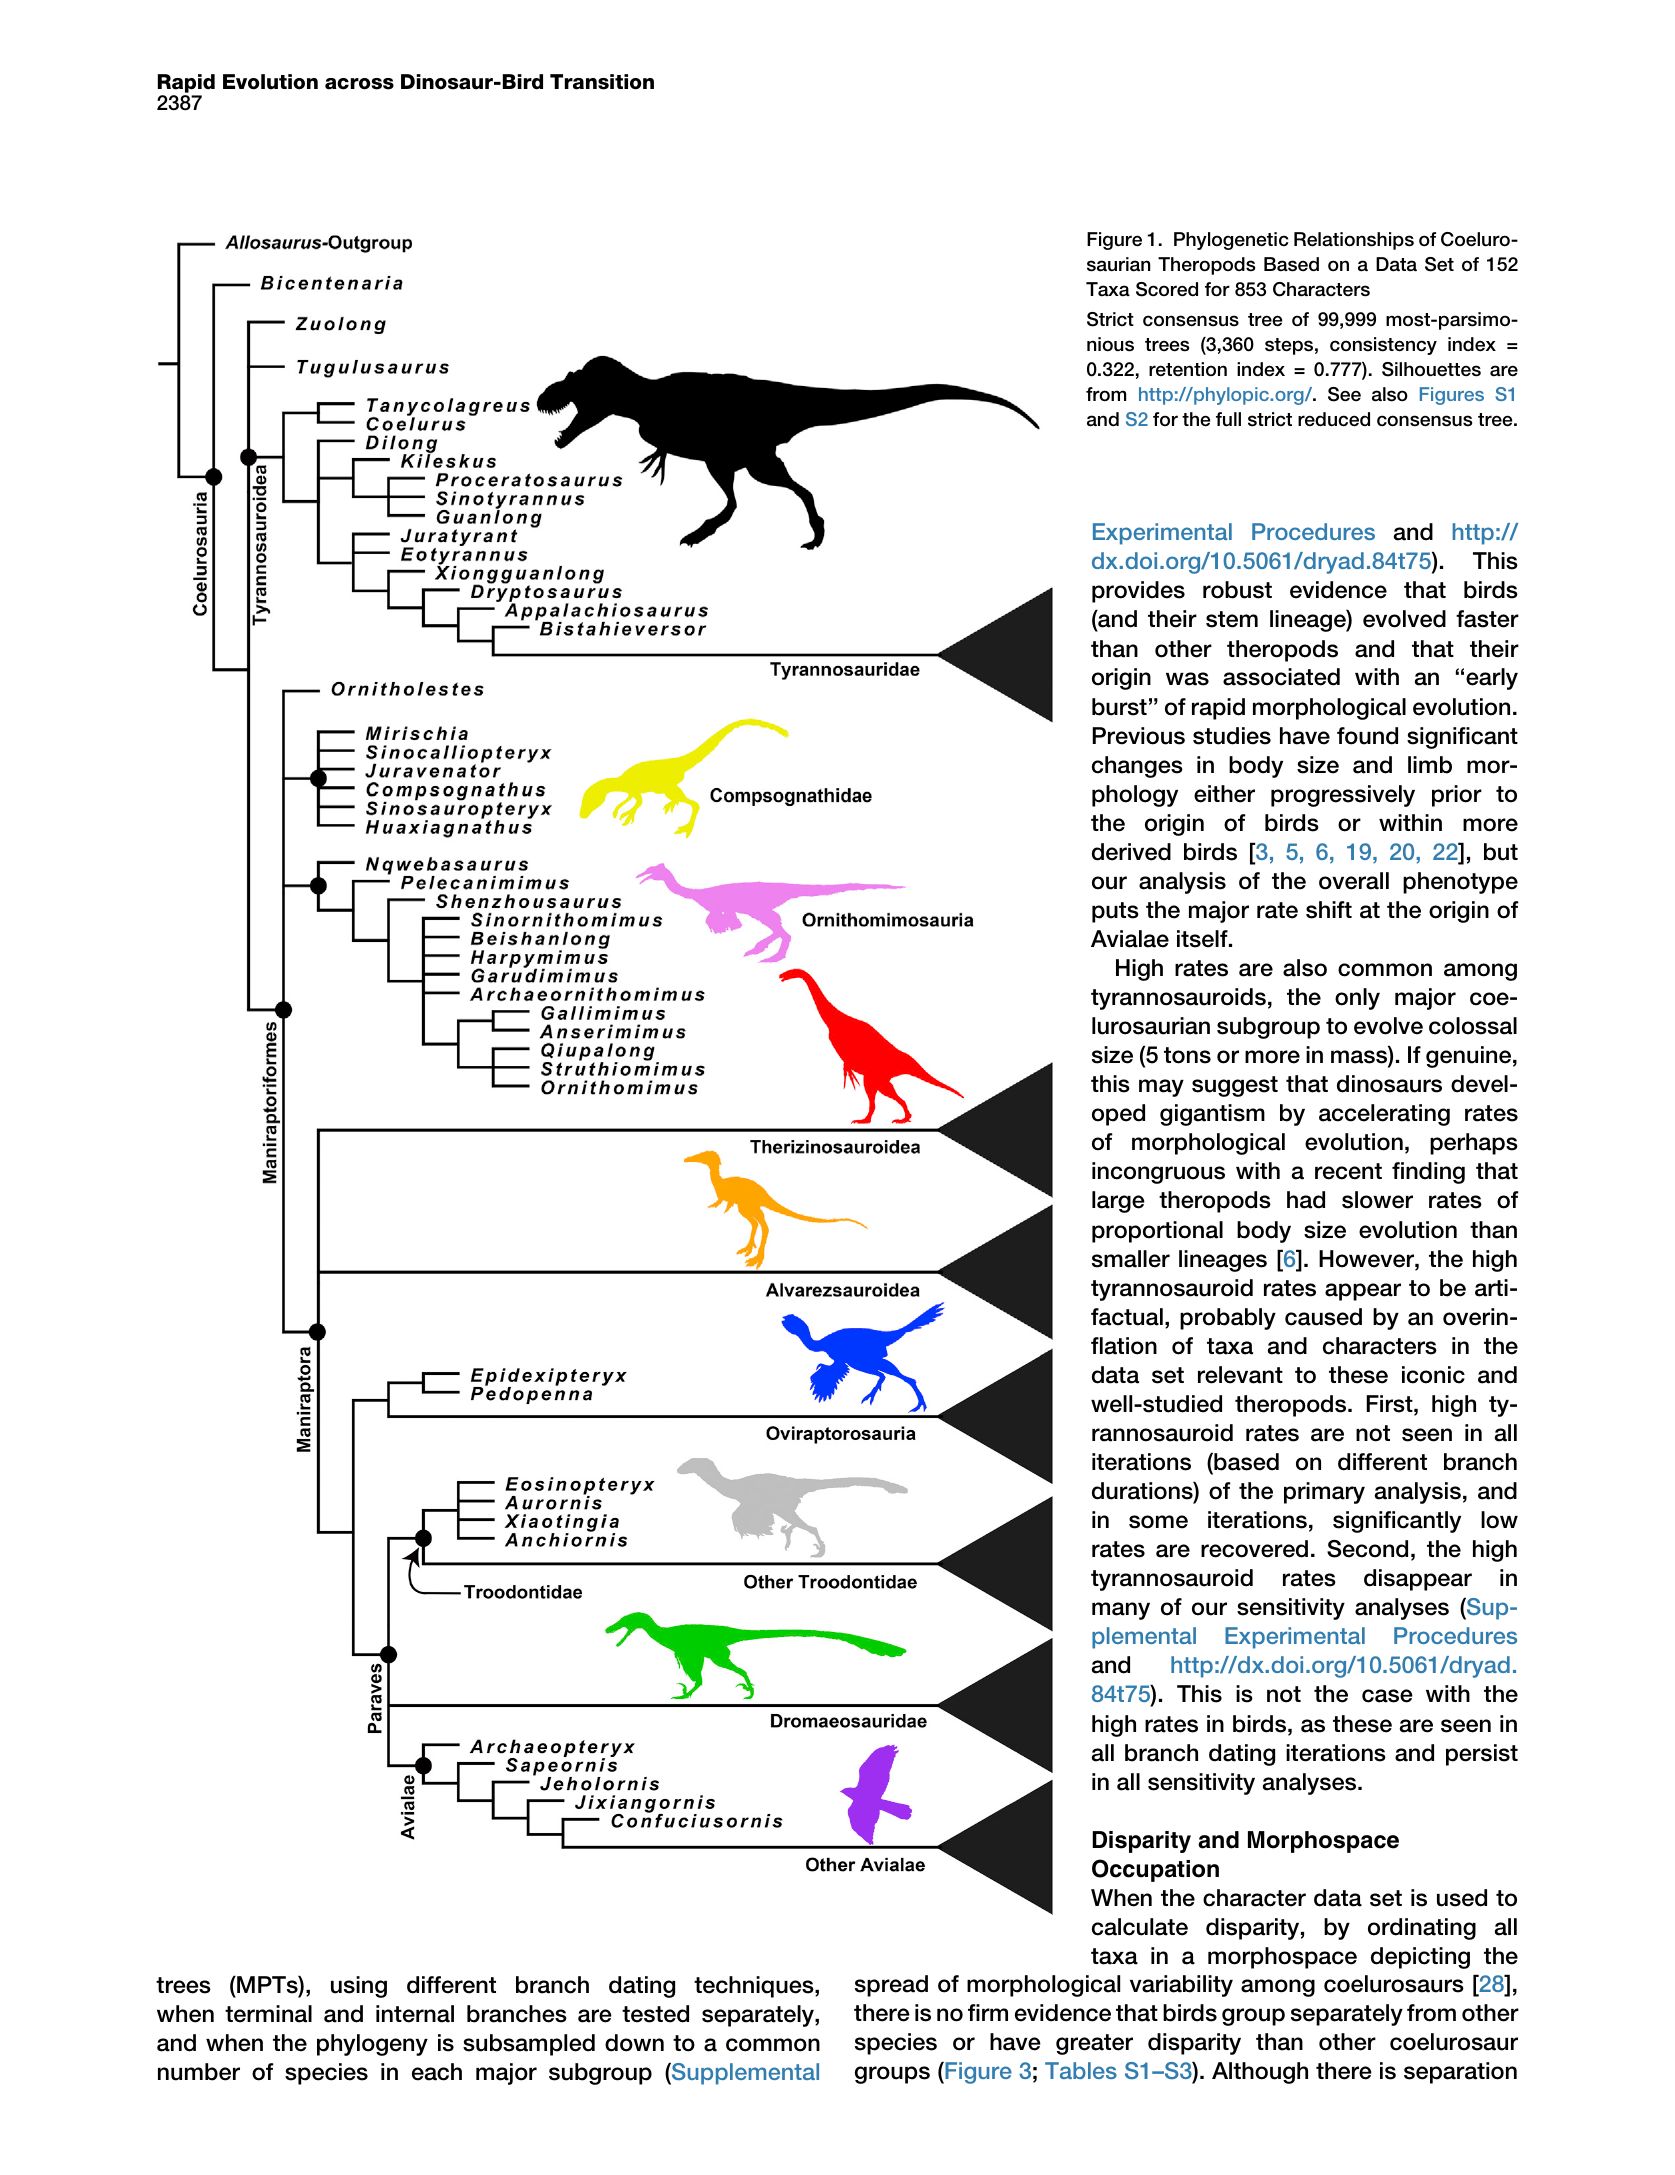 Rapid Evolution across Dinosaur-Bird Transition
2387
Allosaurus-Outgroup
Bicentenaria
Zuolong
Tugulusaurus
Tanycolagreus
Coelurus
Dilong
Kileskus
Proceratosaurus
Sinotyrannus
Guanlong
Juratyrant
Eotyrannus
Xiongguanlong
Dryptosaurus
Appalachiosaurus
Bistahieversor
Tyrannosauridae
Coelurosauria
Tyrannosauroidea
Ornitholestes
Mirischia
Sinocalliopteryx
Juravenator
Compsognathus
Sinosauropteryx
Huaxiagnathus
Compsognathidae
Nqwebasaurus
Pelecanimimus
Shenzhousaurus
Sinornithomimus
Beishanlong
Harpymimus
Garudimimus
Archaeornithomimus
Gallimimus
Anserimimus
Qiupalong
Struthiomimus
Ornithomimus
Ornithomimosauria
Maniraptoriformes
Therizinosauroidea
Alvarezsauroidea
Maniraptora
Epidexipteryx
Pedopenna
Oviraptorosauria
Eosinopteryx
Aurornis
Xiaotingia
Anchiornis
Other Troodontidae
Troodontidae
Paraves
Dromaeosauridae
Archaeopteryx
Sapeornis
Jeholornis
Jixiangornis
Confuciusornis
Avialae
Other Avialae
Figure 1. Phylogenetic Relationships of Coeluro-
saurian Theropods Based on a Data Set of 152
Taxa Scored for 853 Characters
Strict consensus tree of 99,999 most-parsimo-
nious trees (3,360 steps, consistency index =
0.322, retention index = 0.777). Silhouettes are
from http://phylopic.org/. See also Figures S1
and S2 for the full strict reduced consensus tree.
trees (MPTs), using different branch dating techniques,
when terminal and internal branches are tested separately,
and when the phylogeny is subsampled down to a common
number of species in each major subgroup (Supplemental
Experimental Procedures and http://
dx.doi.org/10.5061/dryad.84t75). This
provides robust evidence that birds
(and their stem lineage) evolved faster
than other theropods and that their
origin was associated with an “early
burst” of rapid morphological evolution.
Previous studies have found significant
changes in body size and limb mor-
phology either progressively prior to
the origin of birds or within more
derived birds [3, 5, 6, 19, 20, 22], but
our analysis of the overall phenotype
puts the major rate shift at the origin of
Avialae itself.
High rates are also common among
tyrannosauroids, the only major coe-
lurosaurian subgroup to evolve colossal
size (5 tons or more in mass). If genuine,
this may suggest that dinosaurs devel-
oped gigantism by accelerating rates
of morphological evolution, perhaps
incongruous with a recent finding that
large theropods had slower rates of
proportional body size evolution than
smaller lineages [6]. However, the high
tyrannosauroid rates appear to be arti-
factual, probably caused by an overin-
flation of taxa and characters in the
data set relevant to these iconic and
well-studied theropods. First, high ty-
rannosauroid rates are not seen in all
iterations (based on different branch
durations) of the primary analysis, and
in some iterations, significantly low
rates are recovered. Second, the high
tyrannosauroid rates disappear in
many of our sensitivity analyses (Sup-
plemental Experimental Procedures
and http://dx.doi.org/10.5061/dryad.
84t75). This is not the case with the
high rates in birds, as these are seen in
all branch dating iterations and persist
in all sensitivity analyses.
Disparity and Morphospace
Occupation
When the character data set is used to
calculate disparity, by ordinating all
taxa in a morphospace depicting the
spread of morphological variability among coelurosaurs [28],
there is no firm evidence that birds group separately from other
species or have greater disparity than other coelurosaur
groups (Figure 3; Tables S1–S3). Although there is separation